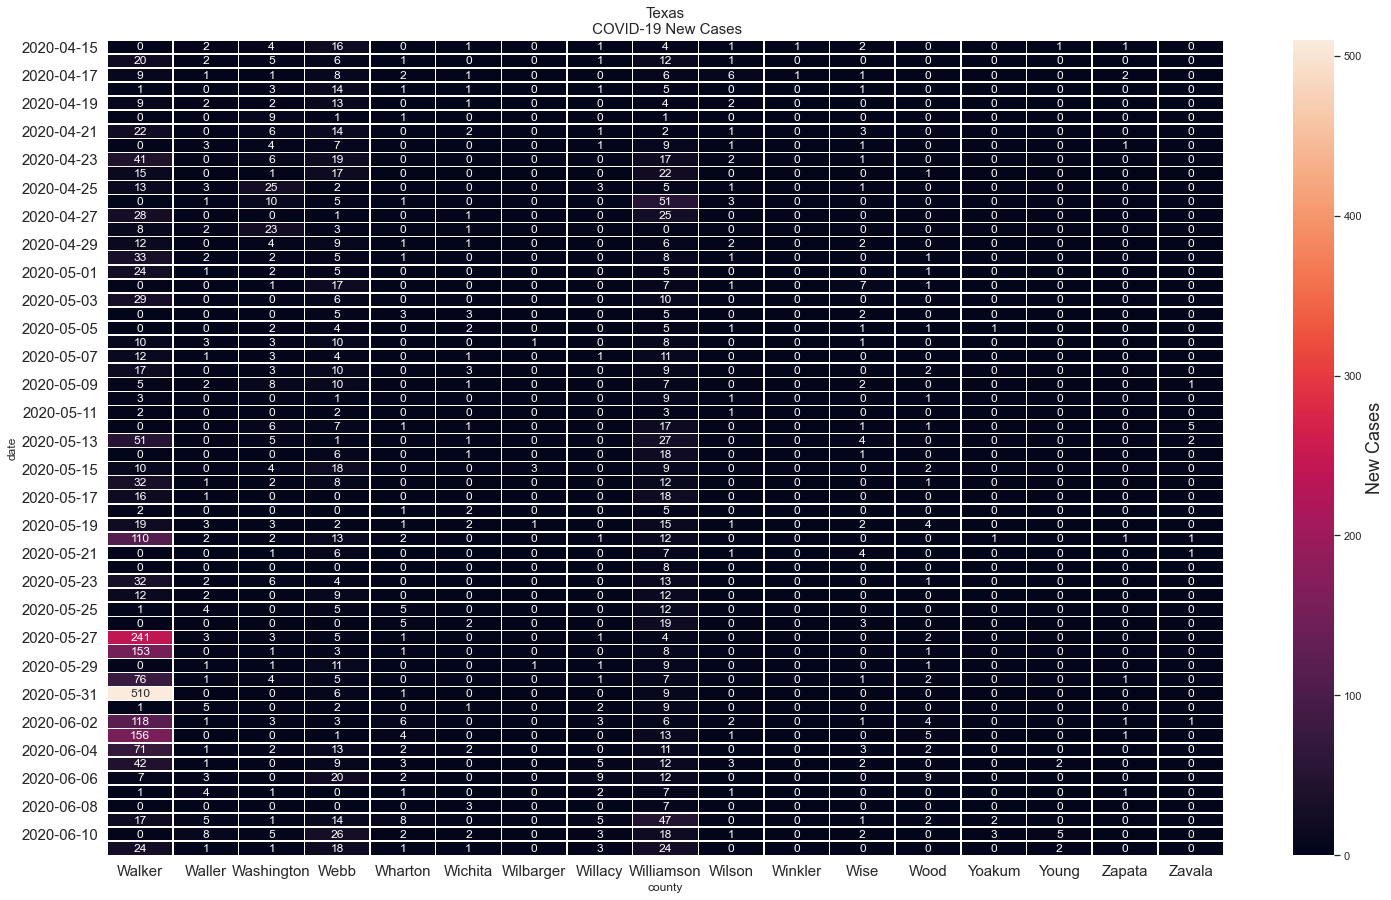 Texas
COVID-19 New Cases
2020-04-15 0 2 4 16 0 1 0 1 4 1 1 2 0 0 1 1 0
20 2 5 6 1 0 0 1 12 1 0 0 0 0 0 0 0
2020-04-17 9 1 1 8 2 1 0 0 6 6 1 1 0 0 0 2 0
1 0 3 14 1 1 0 1 5 0 0 1 0 0 0 0 0
2020-04-19 9 2 2 13 0 1 0 0 4 2 0 0 0 0 0 0 0
0 0 9 1 1 0 0 0 1 0 0 0 0 0 0 0 0
2020-04-21 22 0 6 14 0 2 0 1 2 1 0 3 0 0 0 0 0
0 3 4 7 0 0 0 1 9 1 0 1 0 0 0 1 0
2020-04-23 41 0 6 19 0 0 0 0 17 2 0 1 0 0 0 0 0
15 0 1 17 0 0 0 0 22 0 0 0 1 0 0 0 0
2020-04-25 13 3 25 2 0 0 0 3 5 1 0 1 0 0 0 0 0
0 1 10 5 1 0 0 0 51 3 0 0 0 0 0 0 0
2020-04-27 28 0 0 1 0 1 0 0 25 0 0 0 0 0 0 0 0
8 2 23 3 0 1 0 0 0 0 0 0 0 0 0 0 0
2020-04-29 12 0 4 9 1 1 0 0 6 2 0 2 0 0 0 0 0
33 2 2 5 1 0 0 0 8 1 0 0 1 0 0 0 0
2020-05-01 24 1 2 5 0 0 0 0 5 0 0 0 1 0 0 0 0
0 0 1 17 0 0 0 0 7 1 0 7 1 0 0 0 0
2020-05-03 29 0 0 6 0 0 0 0 10 0 0 0 0 0 0 0 0
0 0 0 5 3 3 0 0 5 0 0 2 0 0 0 0 0
2020-05-05 0 0 2 4 0 2 0 0 5 1 0 1 1 1 0 0 0
10 3 3 10 0 0 1 0 8 0 0 1 0 0 0 0 0
2020-05-07 12 1 3 4 0 1 0 1 11 0 0 0 0 0 0 0 0
17 0 3 10 0 3 0 0 9 0 0 0 2 0 0 0 0
2020-05-09 5 2 8 10 0 1 0 0 7 0 0 2 0 0 0 0 1
3 0 0 1 0 0 0 0 9 1 0 0 1 0 0 0 0
2020-05-11 2 0 0 2 0 0 0 0 3 1 0 0 0 0 0 0 0
0 0 6 7 1 1 0 0 17 0 0 1 1 0 0 0 5
2020-05-13 51 0 5 1 0 1 0 0 27 0 0 4 0 0 0 0 2
0 0 0 6 0 1 0 0 18 0 0 1 0 0 0 0 0
2020-05-15 10 0 4 18 0 0 3 0 9 0 0 0 2 0 0 0 0
32 1 2 8 0 0 0 0 12 0 0 0 1 0 0 0 0
2020-05-17 16 1 0 0 0 0 0 0 18 0 0 0 0 0 0 0 0
2 0 0 0 1 2 0 0 5 0 0 0 0 0 0 0 0
2020-05-19 19 3 3 2 1 2 1 0 15 1 0 2 4 0 0 0 0
110 2 2 13 2 0 0 1 12 0 0 0 0 1 0 1 1
2020-05-21 0 0 1 6 0 0 0 0 7 1 0 4 0 0 0 0 1
0 0 0 0 0 0 0 0 8 0 0 0 0 0 0 0 0
2020-05-23 32 2 6 4 0 0 0 0 13 0 0 0 1 0 0 0 0
12 2 0 9 0 0 0 0 12 0 0 0 0 0 0 0 0
2020-05-25 1 4 0 5 5 0 0 0 12 0 0 0 0 0 0 0 0
0 0 0 0 5 2 0 0 19 0 0 3 0 0 0 0 0
2020-05-27 241 3 3 5 1 0 0 1 4 0 0 0 2 0 0 0 0
153 0 1 3 1 0 0 0 8 0 0 0 1 0 0 0 0
2020-05-29 0 1 1 11 0 0 1 1 9 0 0 0 1 0 0 0 0
76 1 4 5 0 0 0 1 7 0 0 1 2 0 0 1 0
2020-05-31 510 0 0 6 1 0 0 0 9 0 0 0 0 0 0 0 0
1 5 0 2 0 1 0 2 9 0 0 0 0 0 0 0 0
2020-06-02 118 1 3 3 6 0 0 3 6 2 0 1 4 0 0 1 1
156 0 0 1 4 0 0 0 13 1 0 0 5 0 0 1 0
2020-06-04 71 1 2 13 2 2 0 0 11 0 0 3 2 0 0 0 0
42 1 0 9 3 0 0 5 12 3 0 2 0 0 2 0 0
2020-06-06 7 3 0 20 2 0 0 9 12 0 0 0 9 0 0 0 0
1 4 1 0 1 0 0 2 7 1 0 0 0 0 0 1 0
2020-06-08 0 0 0 0 0 3 0 0 7 0 0 0 0 0 0 0 0
17 5 1 14 8 0 0 5 47 0 0 1 2 2 0 0 0
2020-06-10 0 8 5 26 2 2 0 3 18 1 0 2 0 3 5 0 0
24 1 1 18 1 1 0 3 24 0 0 0 0 0 2 0 0
Walker Waller Washington Webb Wharton Wichita Wilbarger Willacy Williamson Wilson Winkler Wise Wood Yoakum Young Zapata Zavala
county
date
500
400
300
200
100
0
New Cases